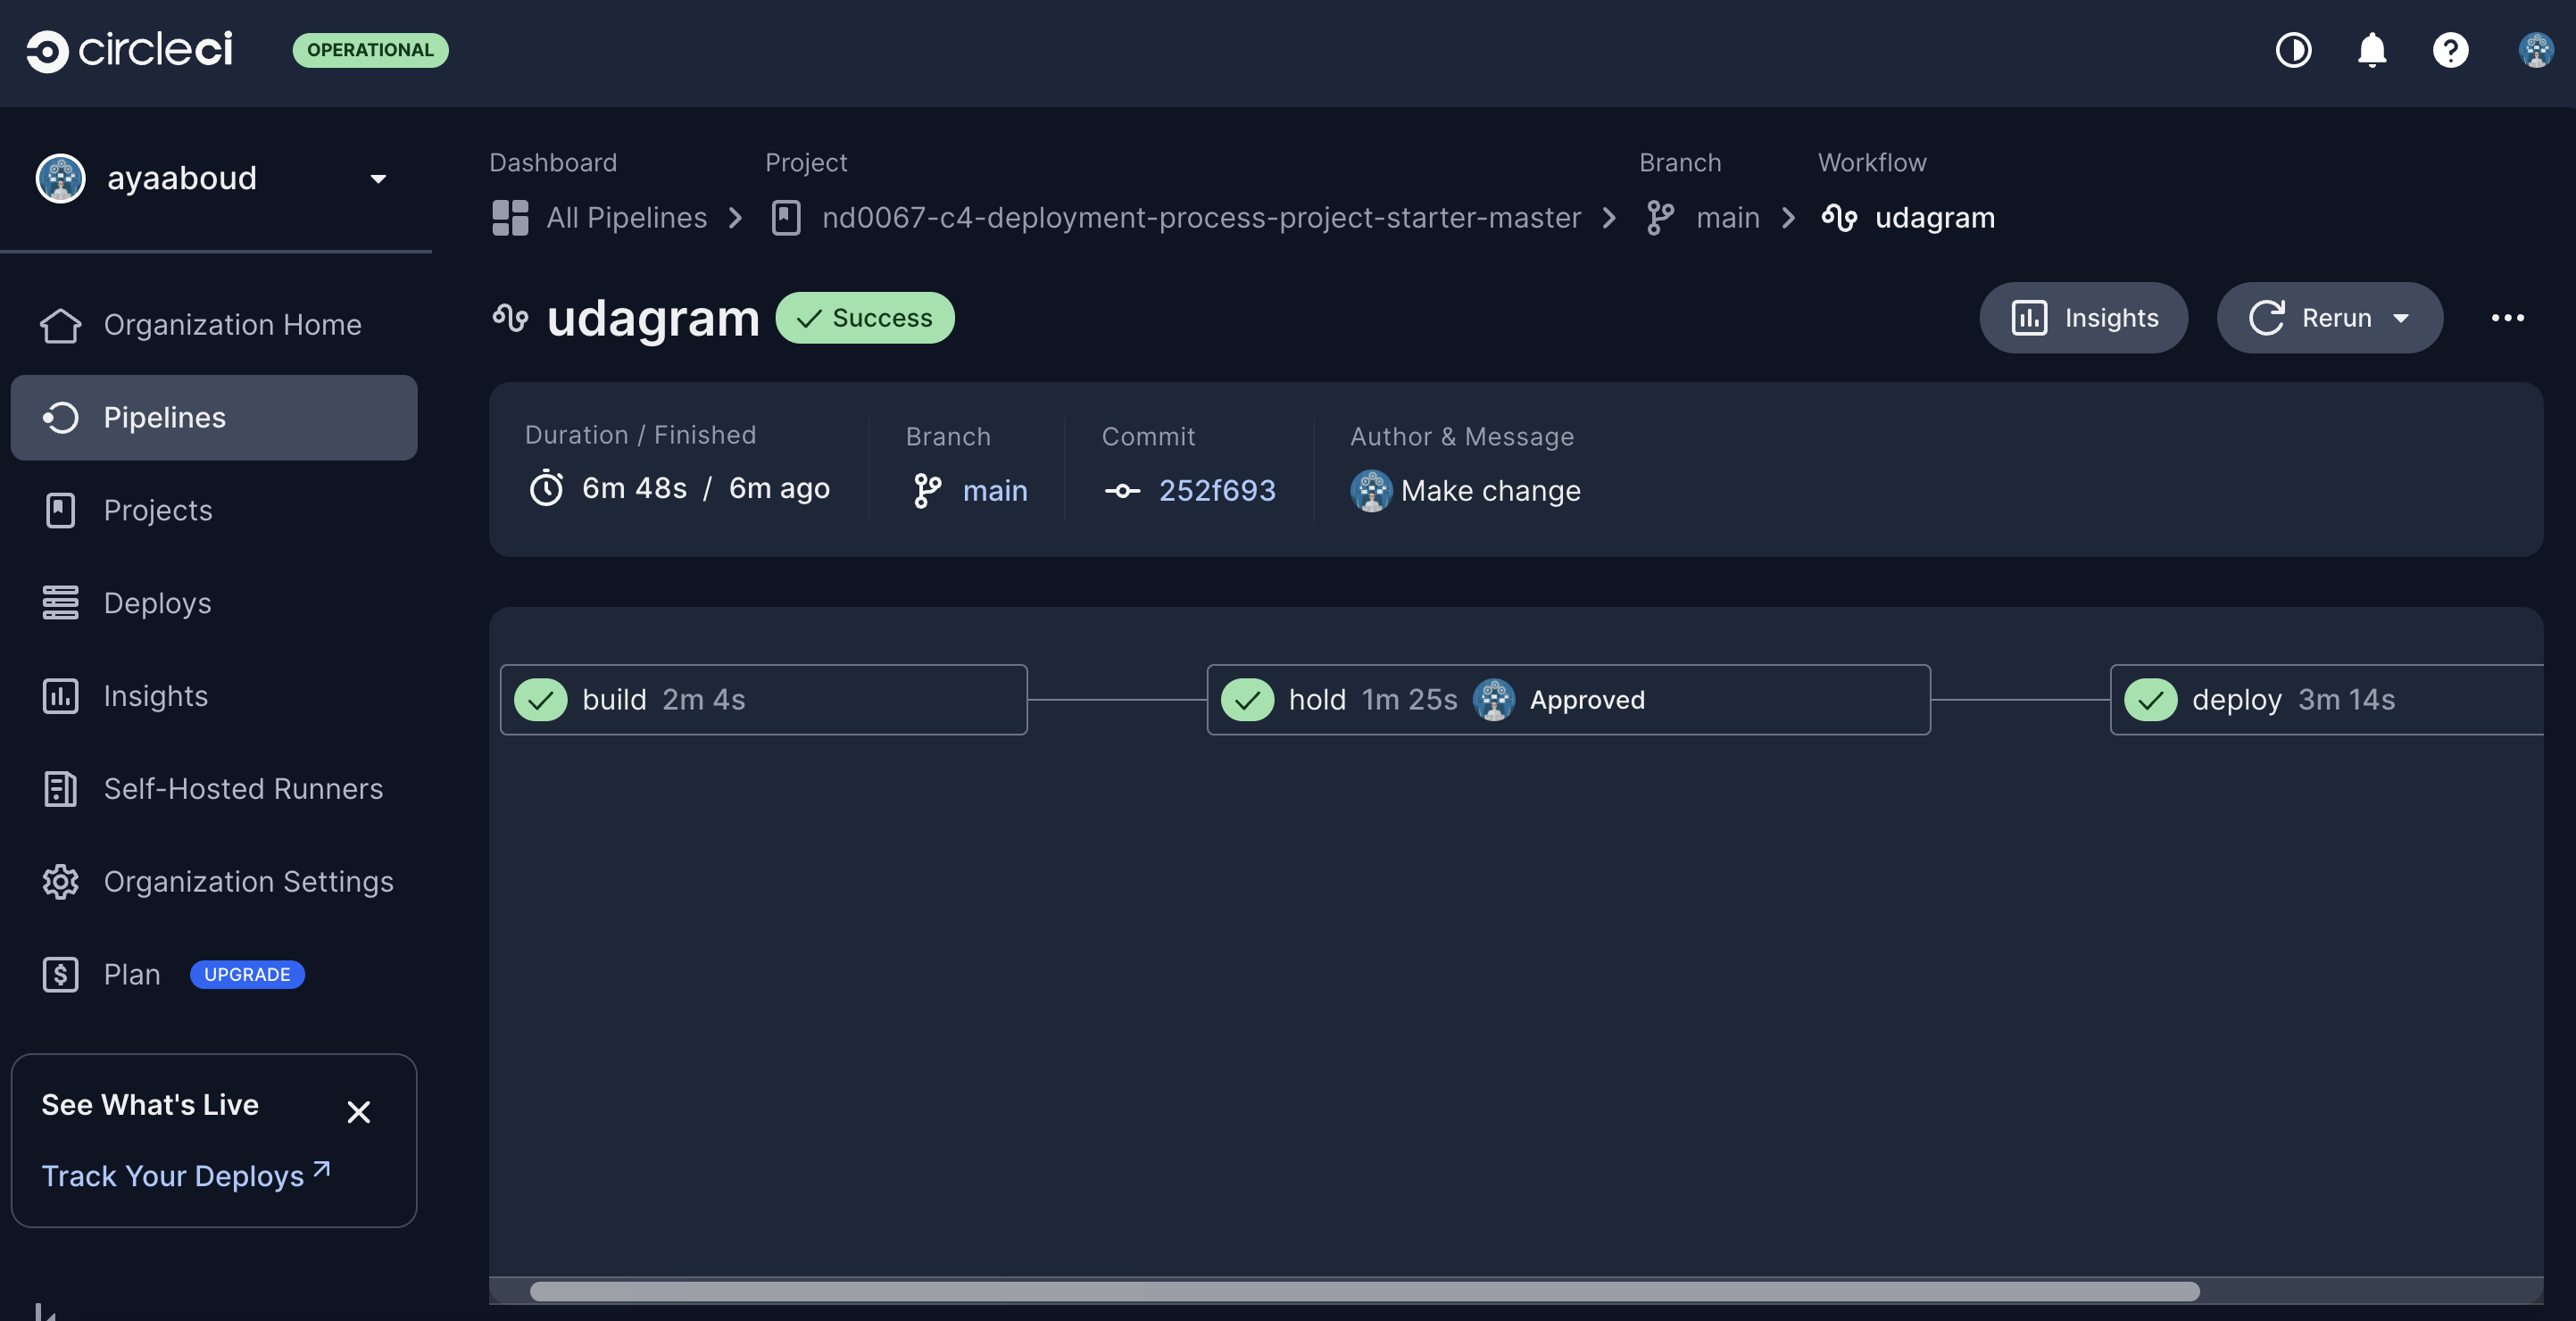 circleci OPERATIONAL
ayaaboud
Organization Home
Pipelines
Projects
Deploys
Insights
Self-Hosted Runners
Organization Settings
Plan UPGRADE
See What's Live
Track Your Deploys
Dashboard Project Branch Workflow
All Pipelines nd0067-c4-deployment-process-project-starter-master main udagram
udagram Success Insights Rerun
Duration / Finished Branch Commit Author & Message
6m 48s / 6m ago main 252f693 Make change
build 2m 4s hold 1m 25s Approved deploy 3m 14s